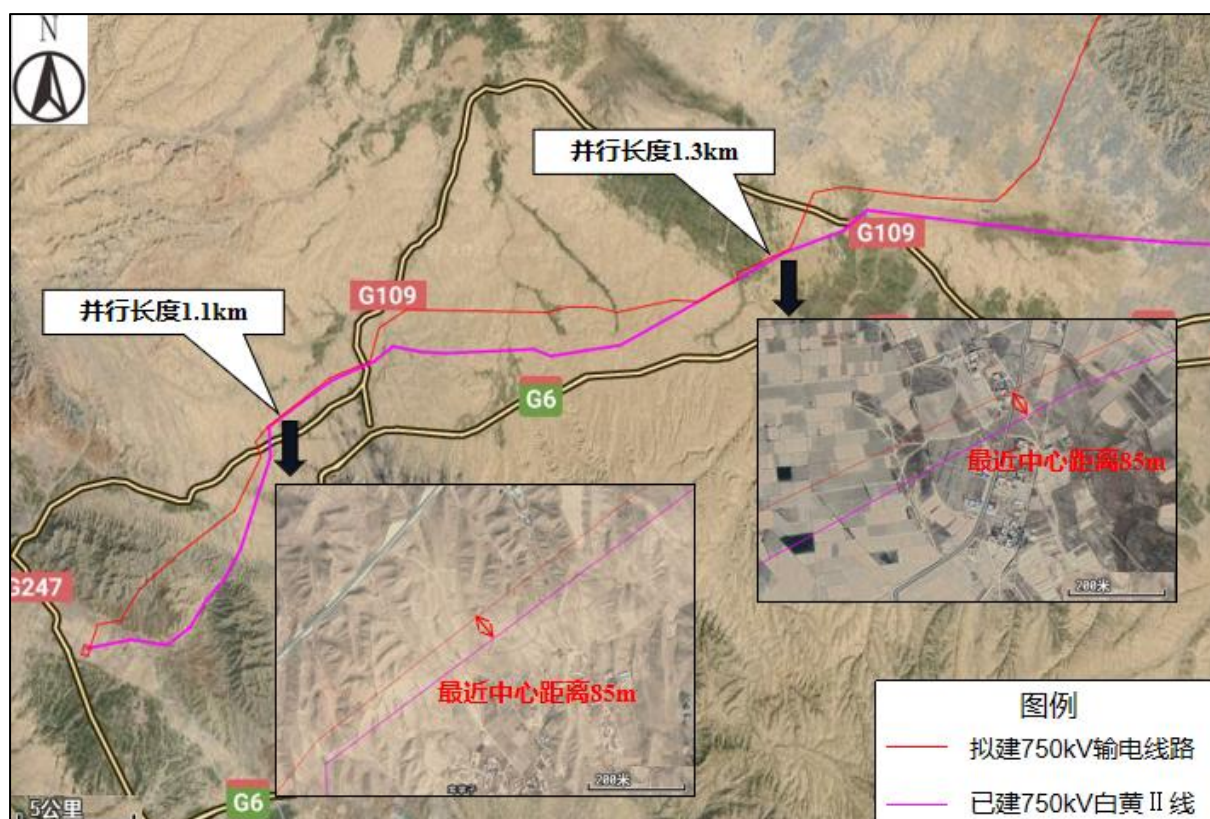 N
并行长度1.3km
G109
并行长度1.1km
G109
G6
最近中心距离85m
200米
G247
最近中心距离85m
200米
G6
5公里
图例
拟建750kV输电线路
已建750kV白黄Ⅱ线